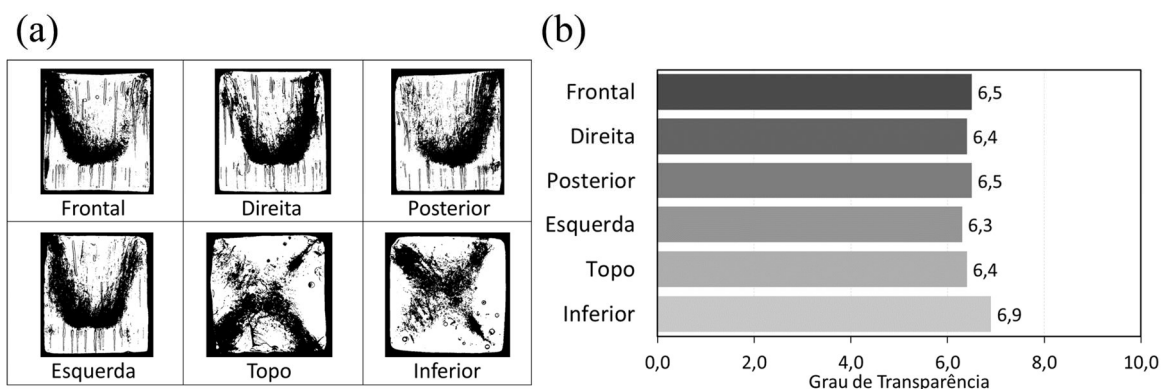 (a)
Frontal
Direita
Posterior
Esquerda
Topo
Inferior
(b)
Frontal
6,5
Direita
6,4
Posterior
6,5
Esquerda
6,3
Topo
6,4
Inferior
6,9
0,0
2,0
4,0
6,0
8,0
10,0
Grau de Transparência